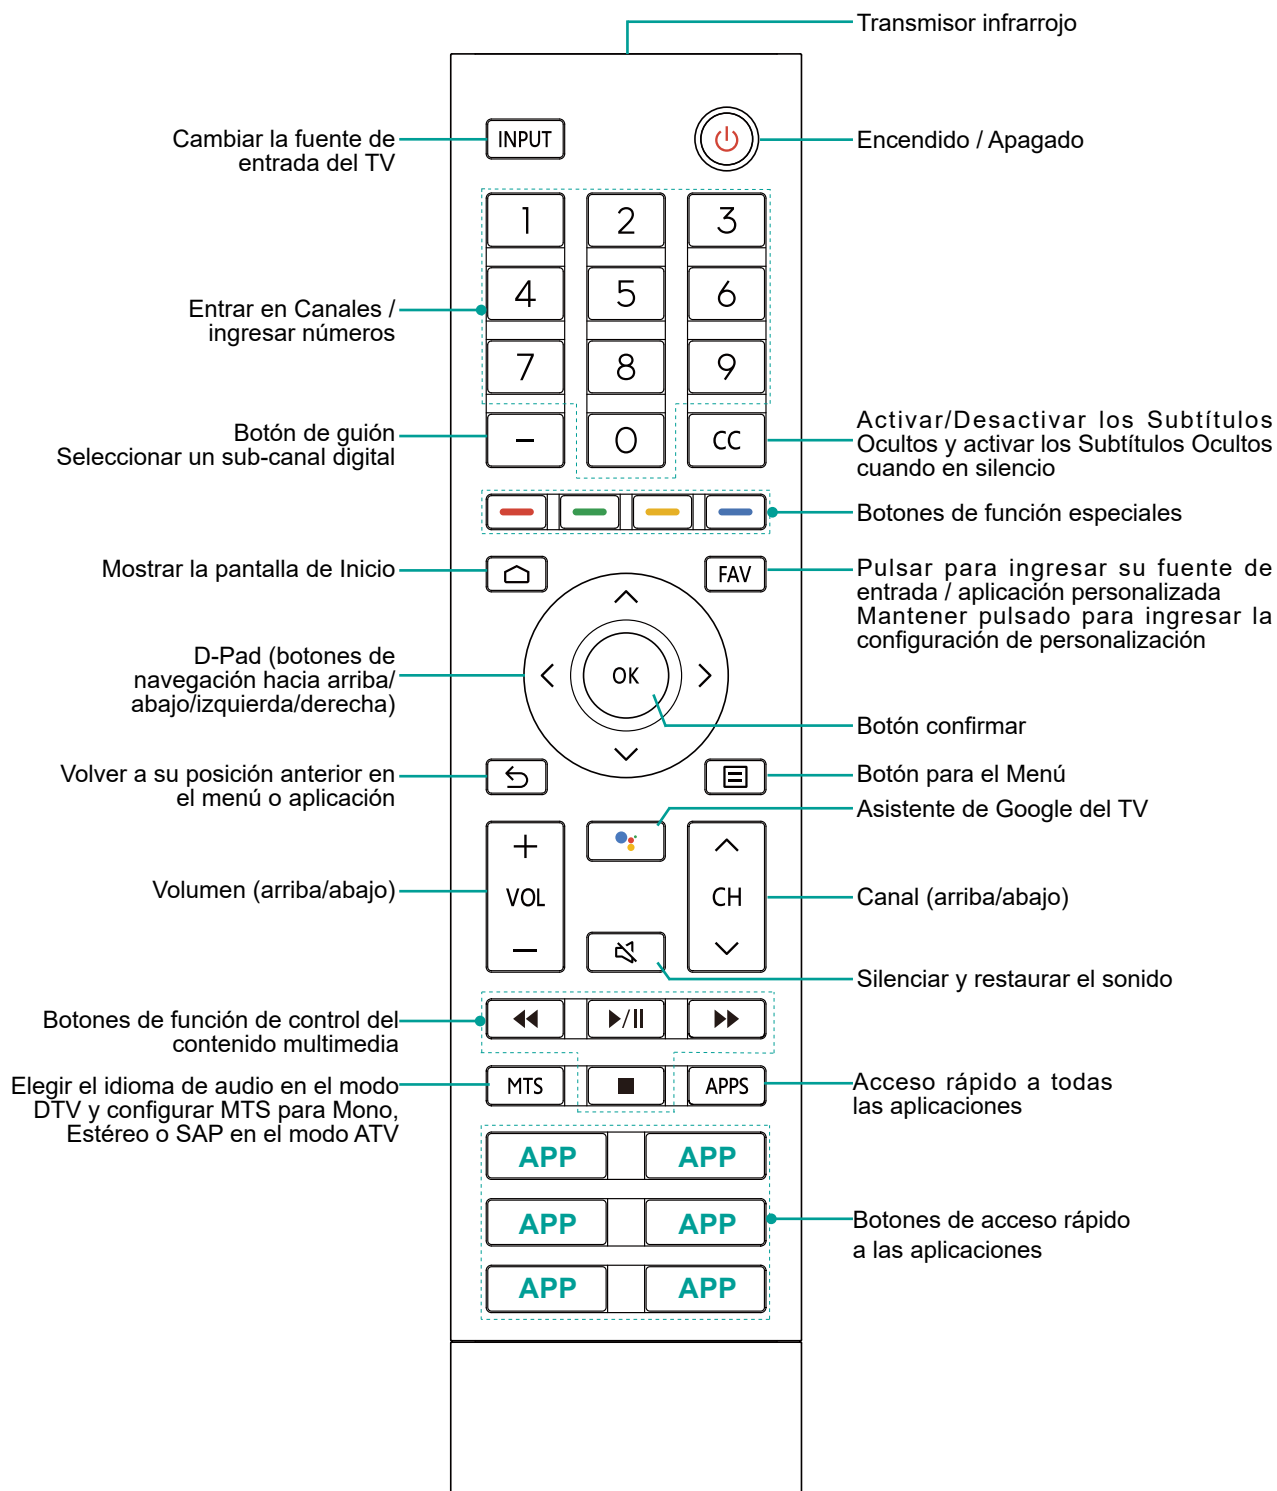 Transmisor infrarrojo
Cambiar la fuente de
entrada del TV
INPUT
Encendido / Apagado
1
2
3
Entrar en Canales /
ingresar números
4
5
6
7
8
9
Botón de guión
Seleccionar un sub-canal digital
–
0
CC
Activar/Desactivar los Subtítulos
Ocultos y activar los Subtítulos Ocultos
cuando en silencio
Botones de función especiales
Mostrar la pantalla de Inicio
FAV
Pulsar para ingresar su fuente de
entrada / aplicación personalizada
Mantener pulsado para ingresar la
configuración de personalización
D-Pad (botones de
navegación hacia arriba/
abajo/izquierda/derecha)
OK
Botón confirmar
Volver a su posición anterior en
el menú o aplicación
Botón para el Menú
Asistente de Google del TV
Volumen (arriba/abajo)
+
VOL
–
CH
Canal (arriba/abajo)
Silenciar y restaurar el sonido
Botones de función de control del
contenido multimedia
Elegir el idioma de audio en el modo
DTV y configurar MTS para Mono,
Estéreo o SAP en el modo ATV
MTS
APPS
Acceso rápido a todas
las aplicaciones
APP
APP
APP
APP
APP
APP
Botones de acceso rápido
a las aplicaciones